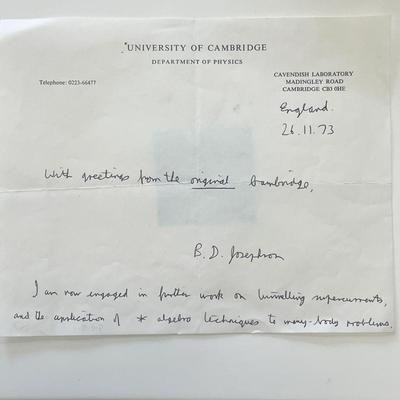 UNIVERSITY OF CAMBRIDGE
DEPARTMENT OF PHYSICS
Telephone: 0223-66477
CAVENDISH LABORATORY
MADINGLEY ROAD
CAMBRIDGE CB3 0HE
England.
26.11.73
With greetings from the original Cambridge,
B. D. Josephson
I am now engaged in further work on tunnelling supercurrents,
and the application of * algebra techniques to many-body problems.